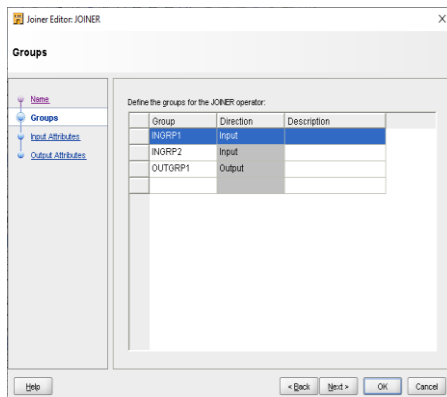 Joiner Editor: JOINER
X
Groups
Name
Groups
Input Attributes
Output Attributes
Define the groups for the JOINER operator:
Group Direction Description
INGRP1 Input
INGRP2 Input
OUTGRP1 Output
Help < Back Next > OK Cancel